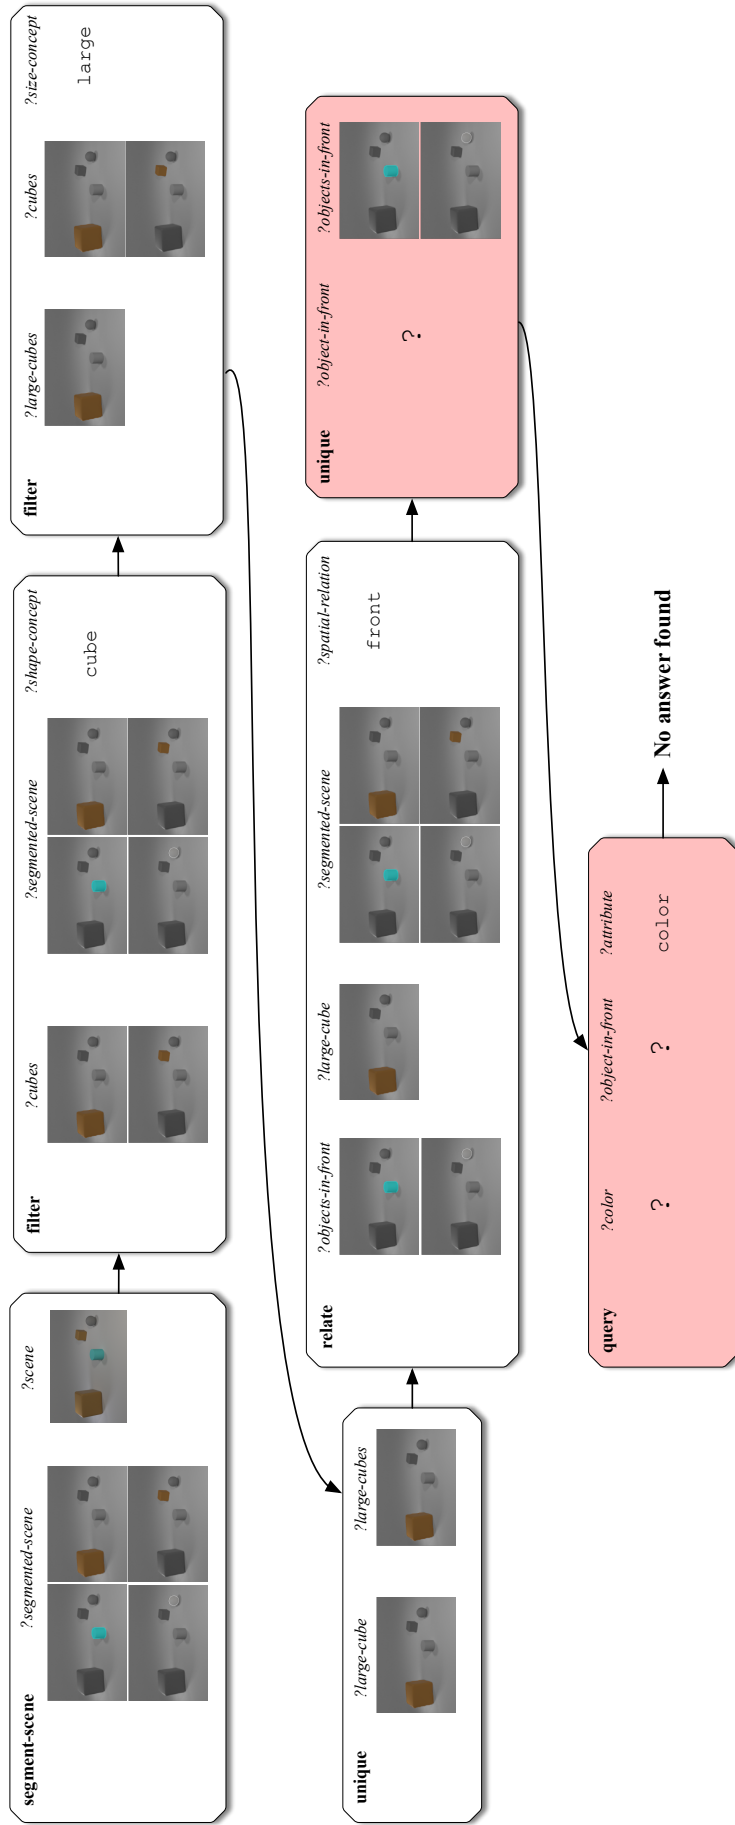 segment-scene
?segmented-scene
?scene
filter
?cubes
?segmented-scene
?shape-concept
cube
filter
?large-cubes
?cubes
?size-concept
large
unique
?large-cube
?large-cubes
relate
?objects-in-front
?large-cube
?segmented-scene
?spatial-relation
front
unique
?object-in-front
?objects-in-front
?
query
?color
?object-in-front
?attribute
?
?
color
No answer found